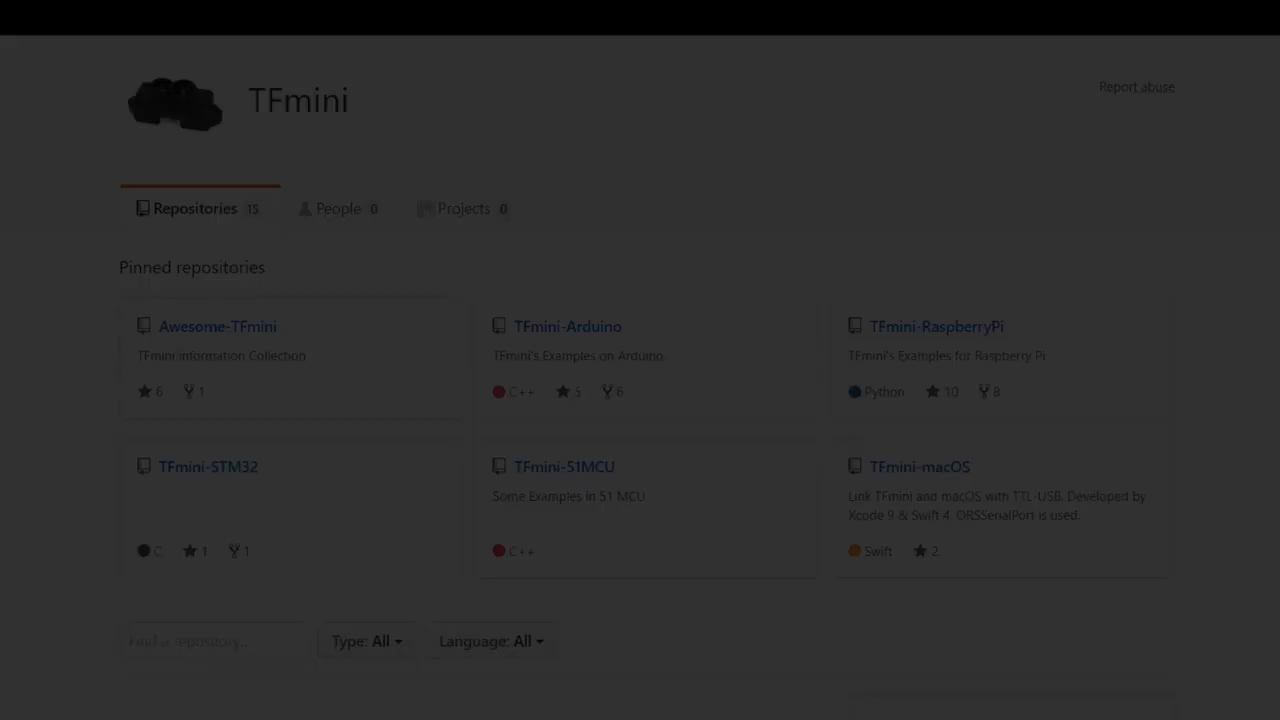 TFmini
Report abuse
Repositories 15 People 0 Projects 0
Pinned repositories
Awesome-TFmini
TFmini information Collection
6 1
TFmini-Arduino
TFmini's Examples on Arduino.
C++ 5 6
TFmini-RaspberryPi
TFmini's Examples for Raspberry Pi
Python 10 8
TFmini-STM32
C 1 1
TFmini-51MCU
Some Examples in 51 MCU
C++
TFmini-macOS
Link TFmini and macOS with TTL-USB. Developed by
Xcode 9 & Swift 4. ORSSerialPort is used.
Swift 2
Find a repository... Type: All Language: All